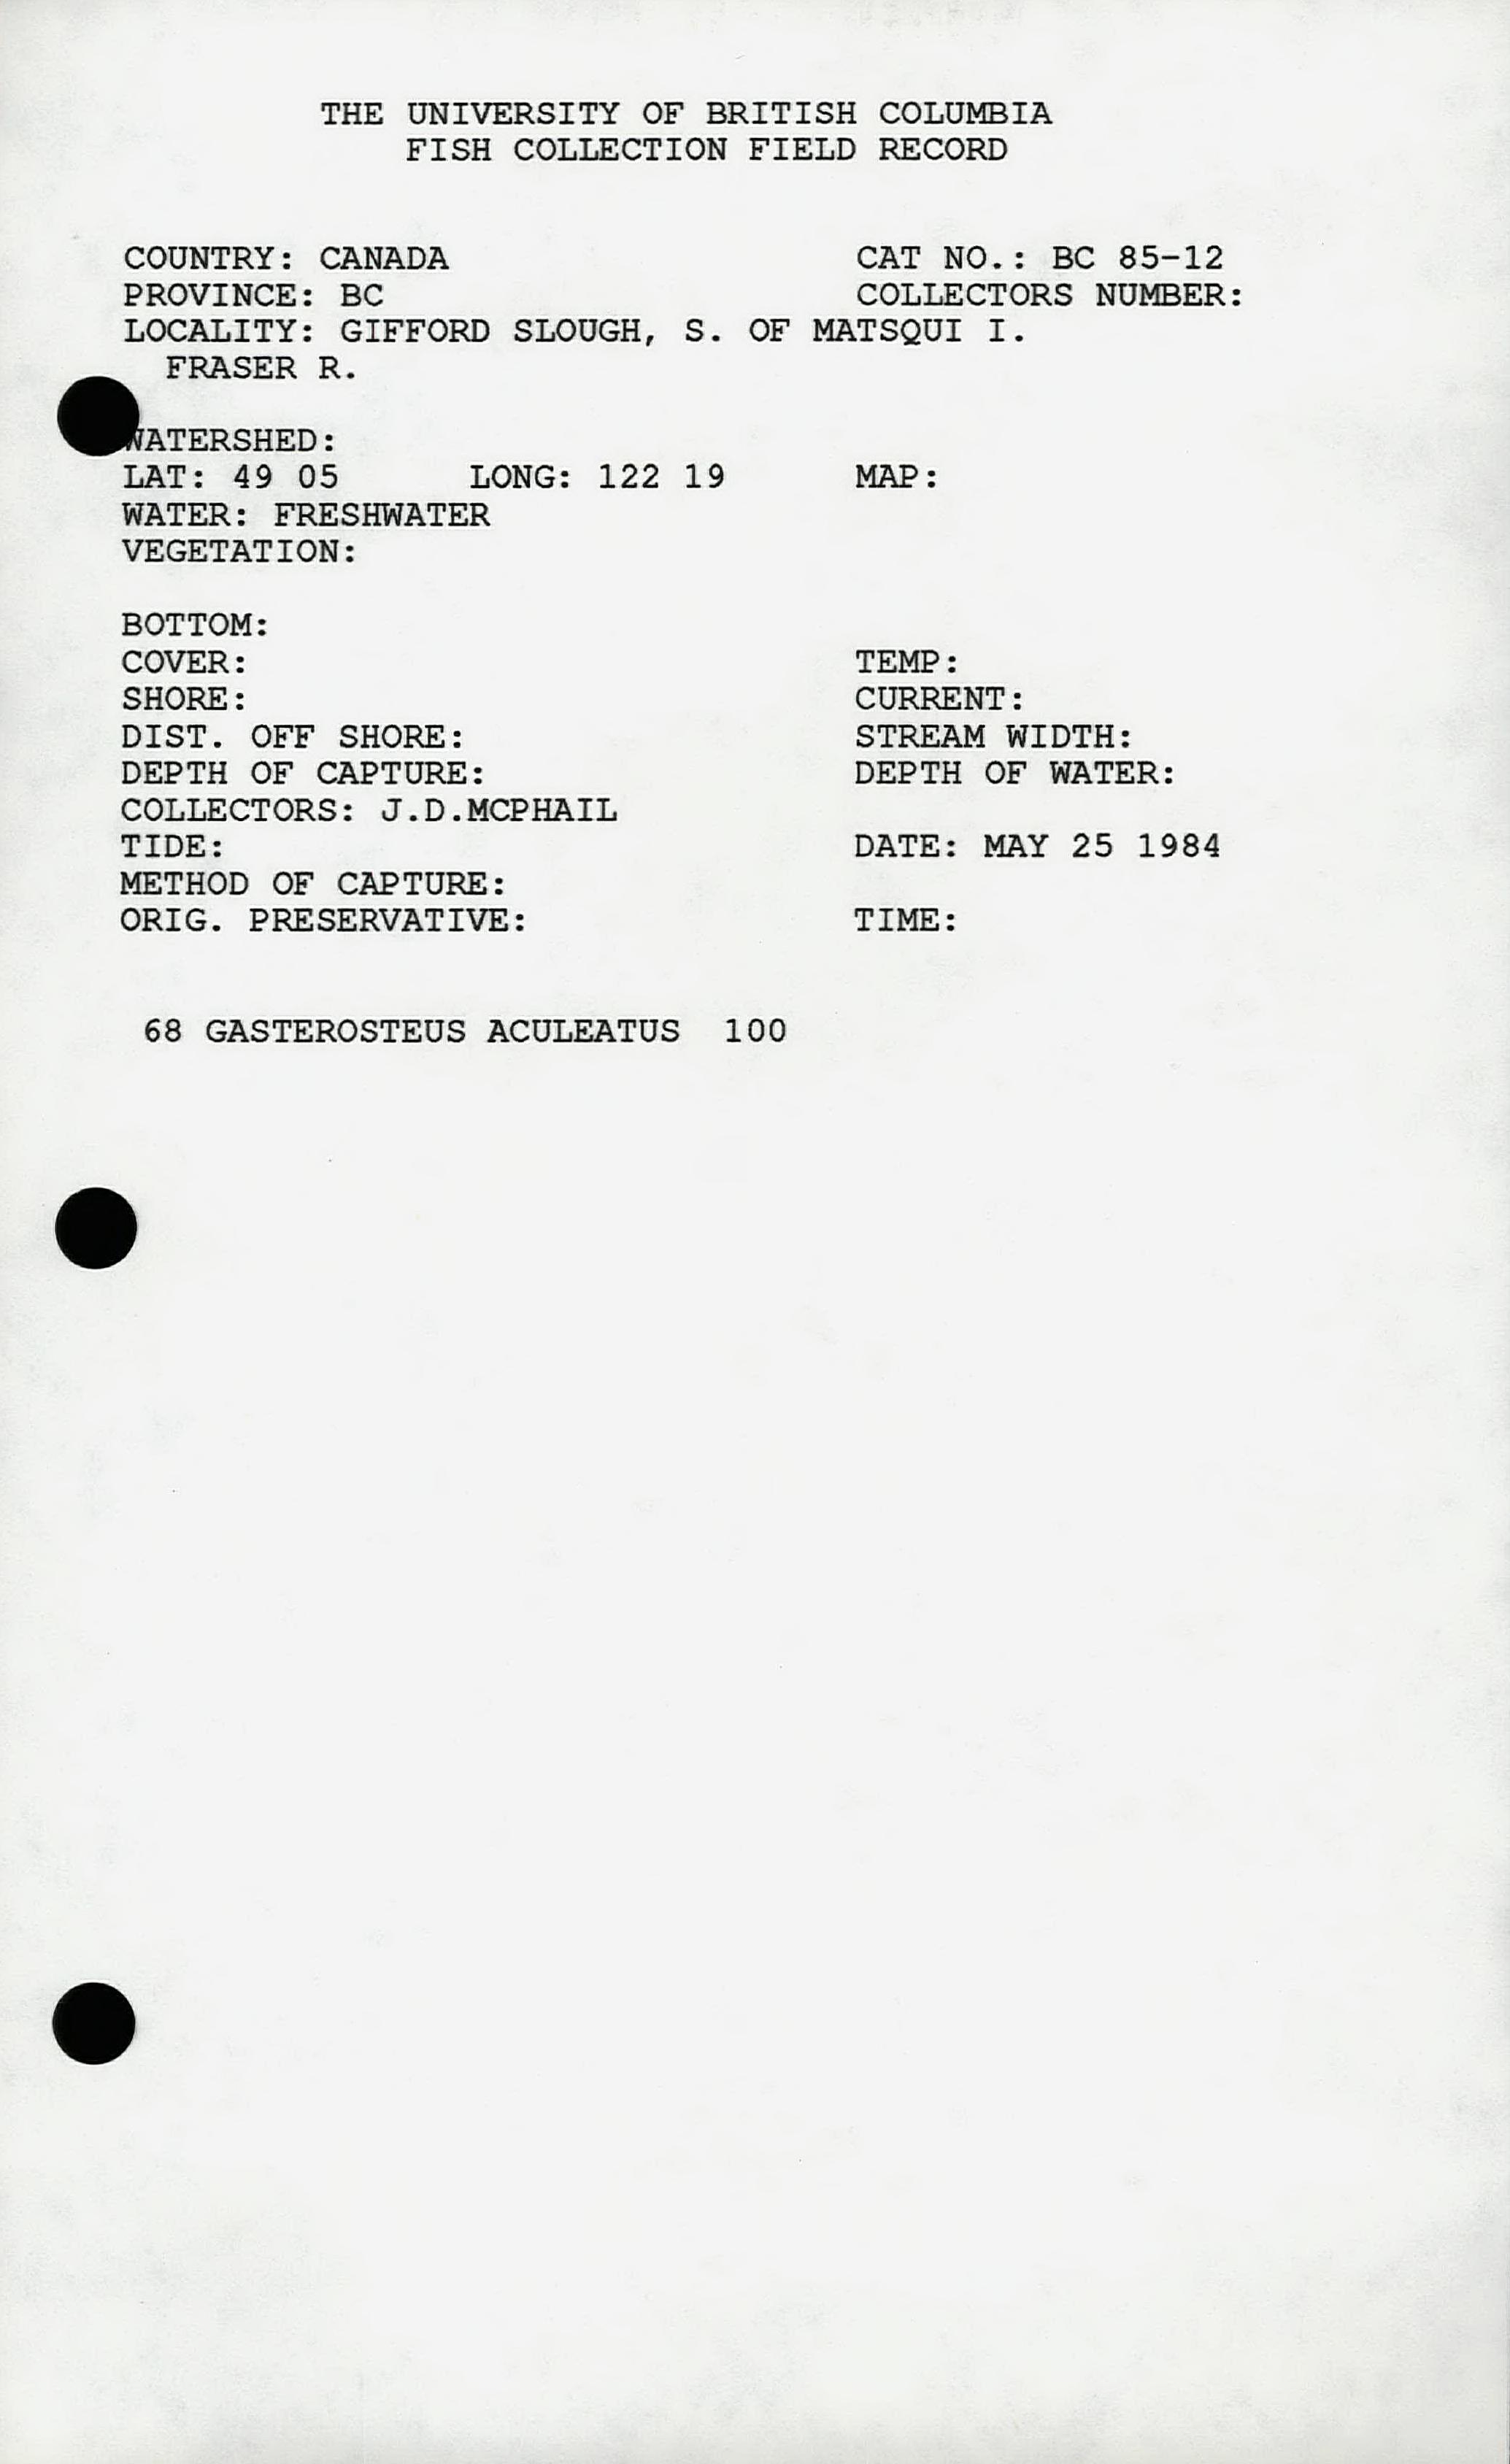 THE UNIVERSITY OF BRITISH COLUMBIA
FISH COLLECTION FIELD RECORD
COUNTRY: CANADA CAT NO.: BC 85-12
PROVINCE: BC COLLECTORS NUMBER:
LOCALITY: GIFFORD SLOUGH, S. OF MATSQUI I.
FRASER R.
WATERSHED:
LAT: 49 05 LONG: 122 19 MAP:
WATER: FRESHWATER
VEGETATION:
BOTTOM:
COVER: TEMP:
SHORE: CURRENT:
DIST. OFF SHORE: STREAM WIDTH:
DEPTH OF CAPTURE: DEPTH OF WATER:
COLLECTORS: J.D.MCPHAIL
TIDE: DATE: MAY 25 1984
METHOD OF CAPTURE:
ORIG. PRESERVATIVE: TIME:
68 GASTEROSTEUS ACULEATUS 100